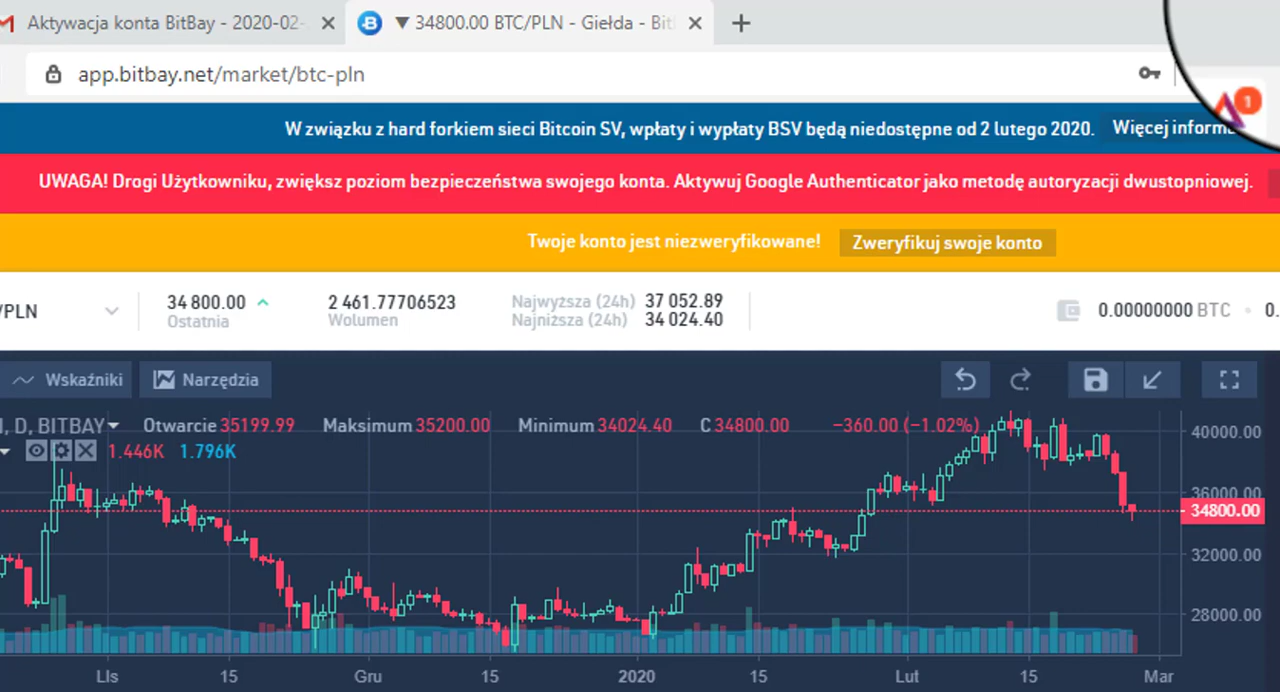 Aktywacja konta BitBay - 2020-02-
▼ 34800.00 BTC/PLN - Giełda - Bit
app.bitbay.net/market/btc-pln
1
W związku z hard forkiem sieci Bitcoin SV, wpłaty i wypłaty BSV będą niedostępne od 2 lutego 2020. Więcej inform
UWAGA! Drogi Użytkowniku, zwiększ poziom bezpieczeństwa swojego konta. Aktywuj Google Authenticator jako metodę autoryzacji dwustopniowej.
Twoje konto jest niezweryfikowane! Zweryfikuj swoje konto
/PLN
34 800.00
Ostatnia
2 461.77706523
Wolumen
Najwyższa (24h) 37 052.89
Najniższa (24h) 34 024.40
0.00000000 BTC • 0.
Wskaźniki Narzędzia
, D, BITBAY Otwarcie 35199.99 Maksimum 35200.00 Minimum 34024.40 C 34800.00 −360.00 (−1.02%)
1.446K 1.796K
40000.00
36000.00
34800.00
32000.00
28000.00
Lis 15 Gru 15 2020 15 Lut 15 Mar